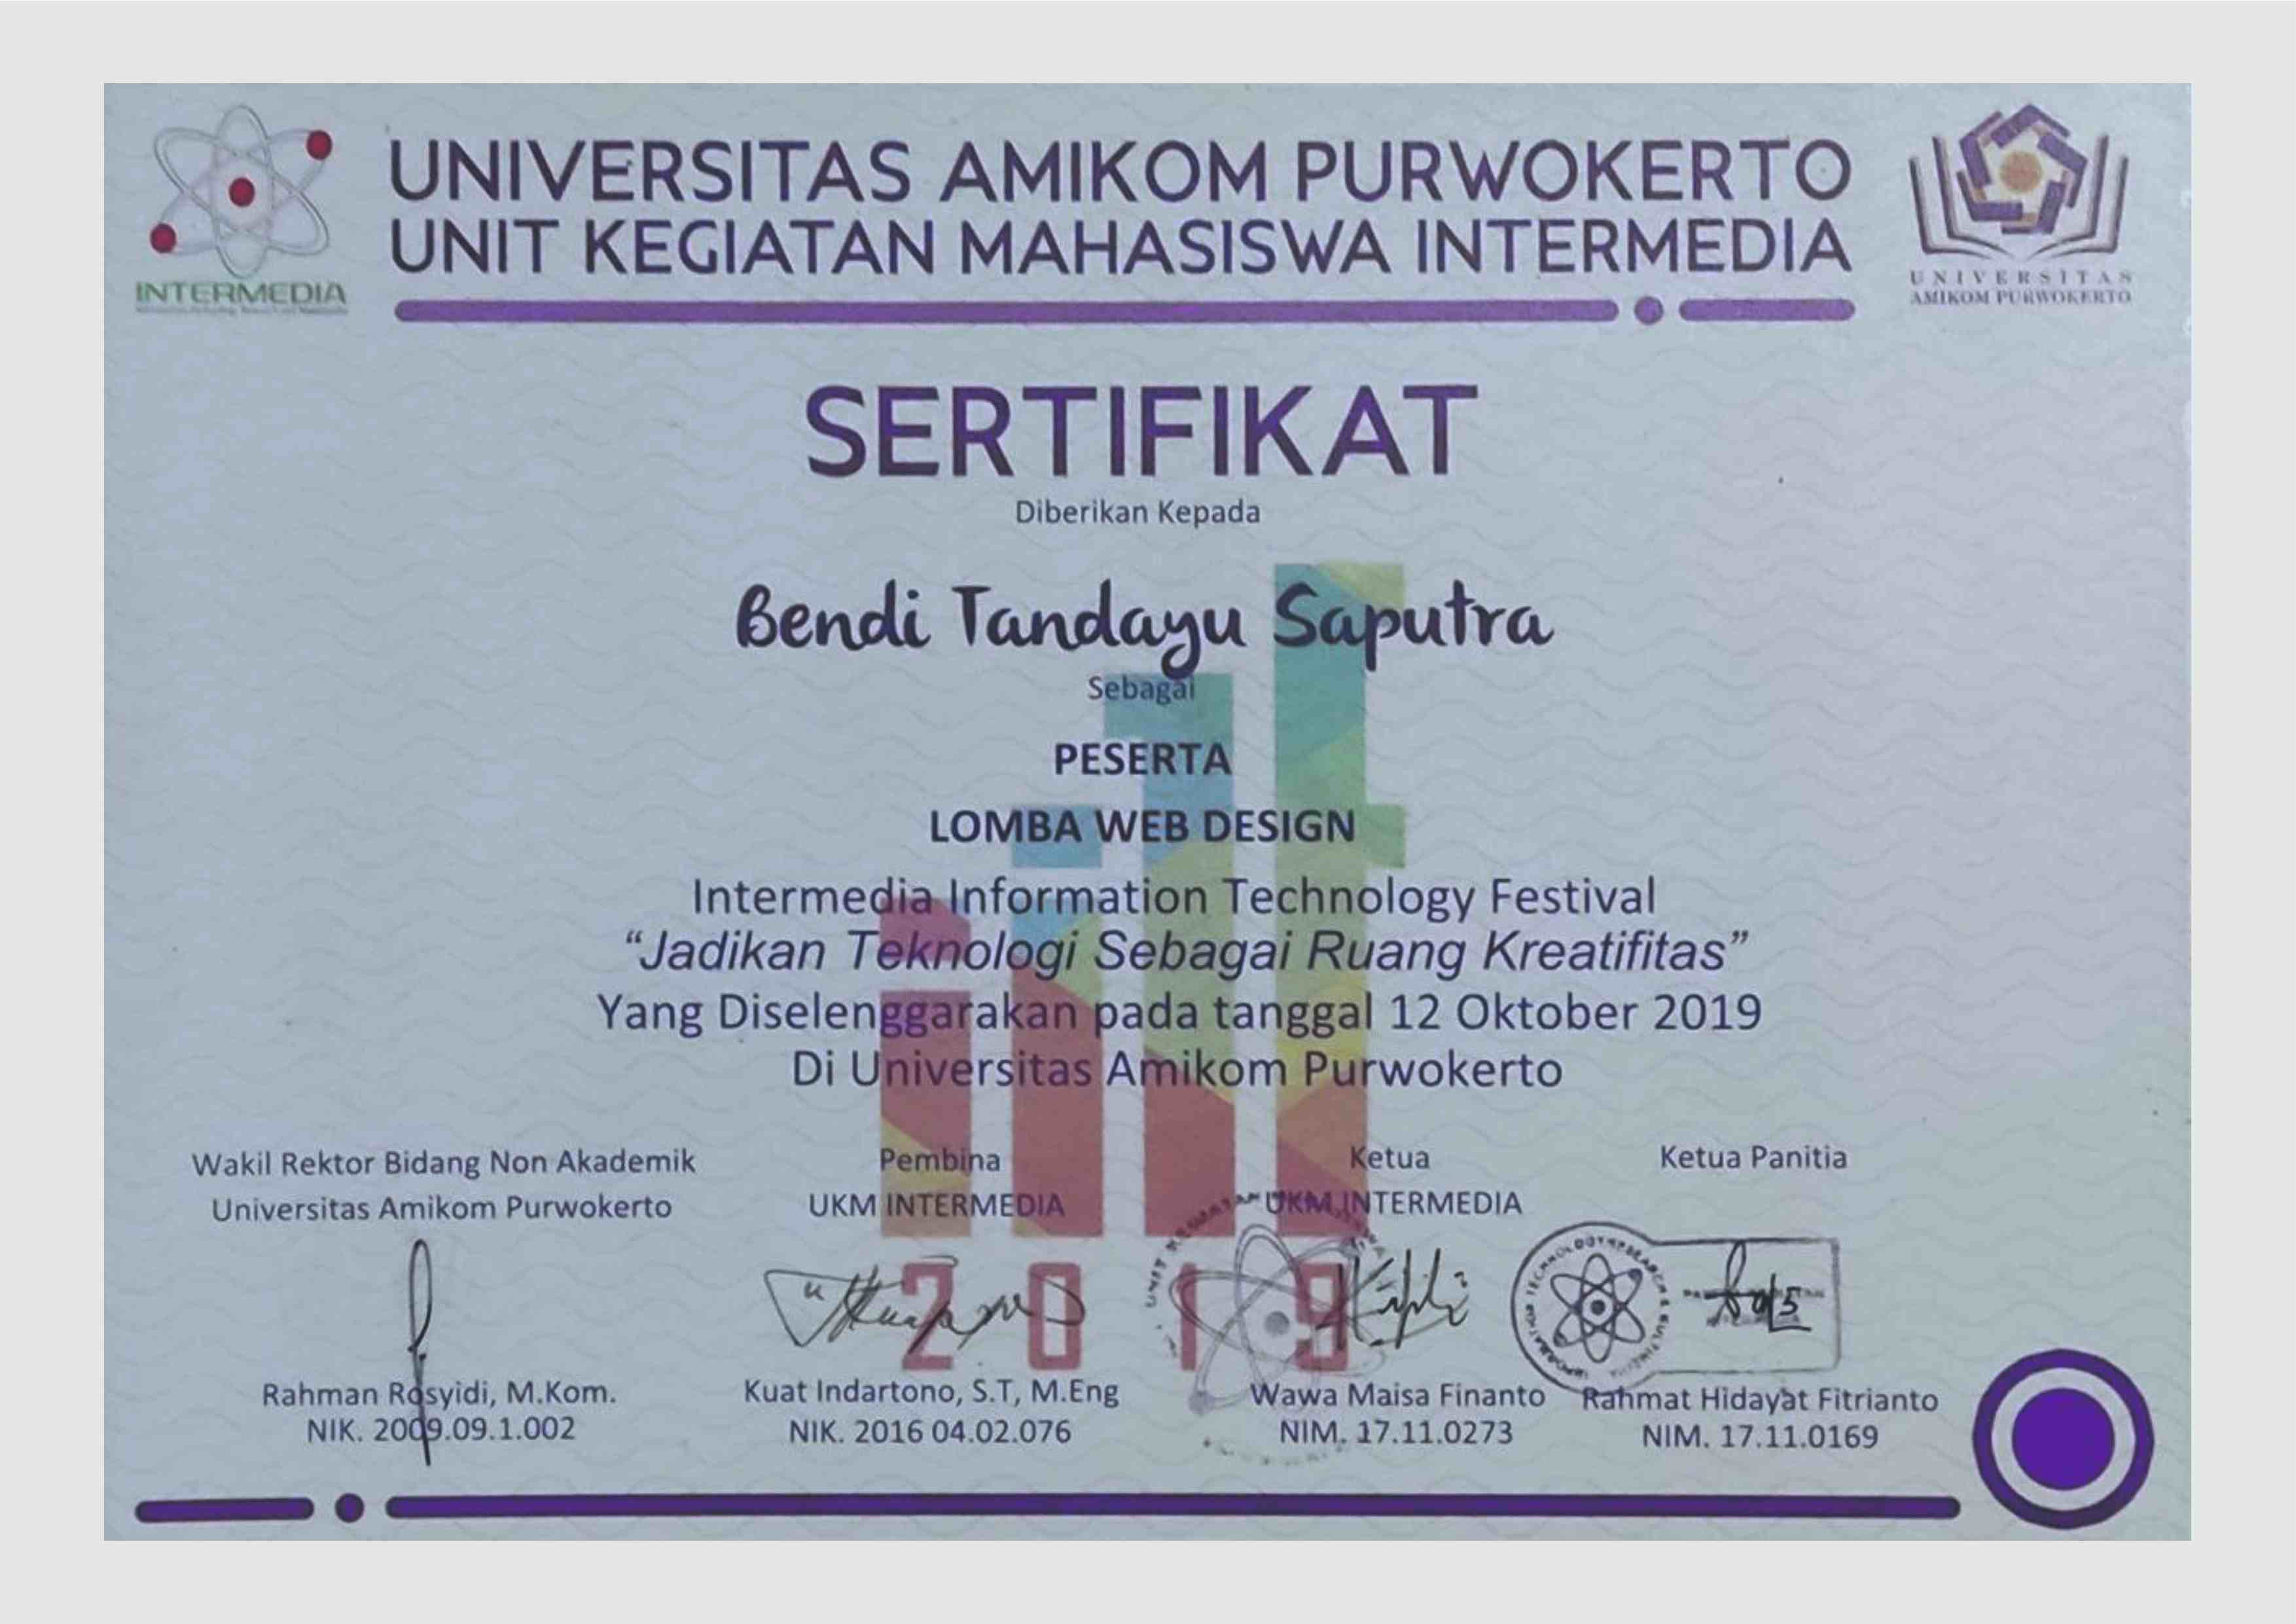 UNIVERSITAS AMIKOM PURWOKERTO
UNIT KEGIATAN MAHASISWA INTERMEDIA
INTERMEDIA
UNIVERSITAS
AMIKOM PURWOKERTO
SERTIFIKAT
Diberikan Kepada
Bendi Tandayu Saputra
Sebagai
PESERTA
LOMBA WEB DESIGN
Intermedia Information Technology Festival
“Jadikan Teknologi Sebagai Ruang Kreatifitas”
Yang Diselenggarakan pada tanggal 12 Oktober 2019
Di Universitas Amikom Purwokerto
Wakil Rektor Bidang Non Akademik
Universitas Amikom Purwokerto
Rahman Rosyidi, M.Kom.
NIK. 2009.09.1.002
Pembina
UKM INTERMEDIA
Kuat Indartono, S.T, M.Eng
NIK. 2016 04.02.076
Ketua
UKM INTERMEDIA
Wawa Maisa Finanto
NIM. 17.11.0273
Ketua Panitia
Rahmat Hidayat Fitrianto
NIM. 17.11.0169
2019